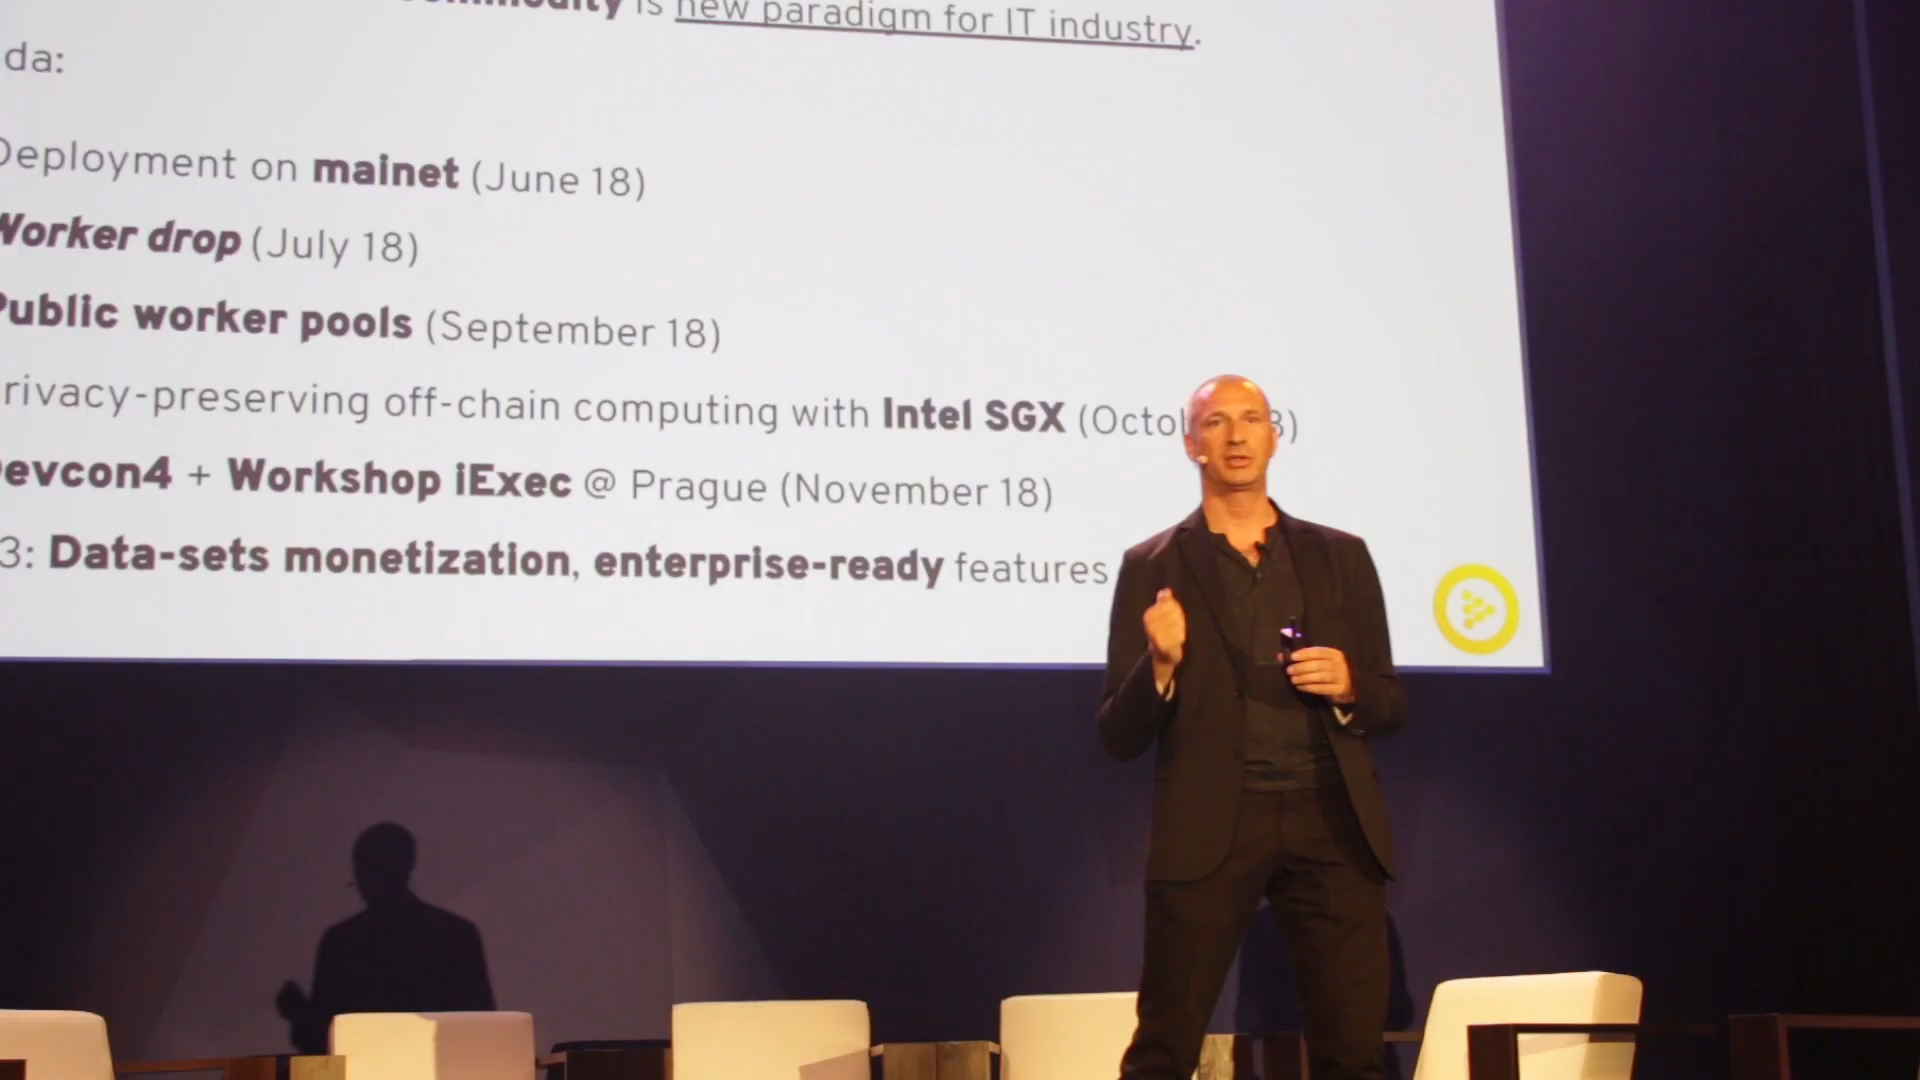 is new paradigm for IT industry.
da:
Deployment on mainet (June 18)
Worker drop (July 18)
Public worker pools (September 18)
rivacy-preserving off-chain computing with Intel SGX (Octo 8)
evcon4 + Workshop iExec @ Prague (November 18)
3: Data-sets monetization, enterprise-ready features